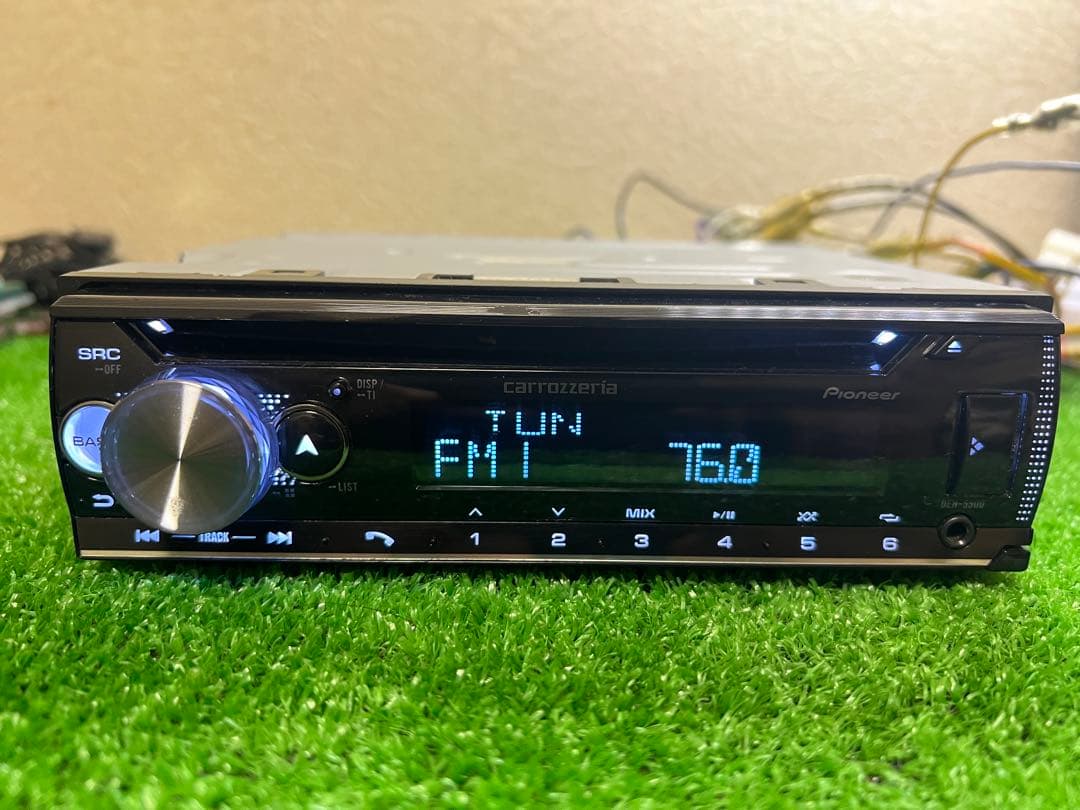 SRC
OFF
DISP /
TI
carrozzeria
Pioneer
TUN
BAS
FM1 76.0
LIST
TRACK
MIX
1 2 3 4 5 6